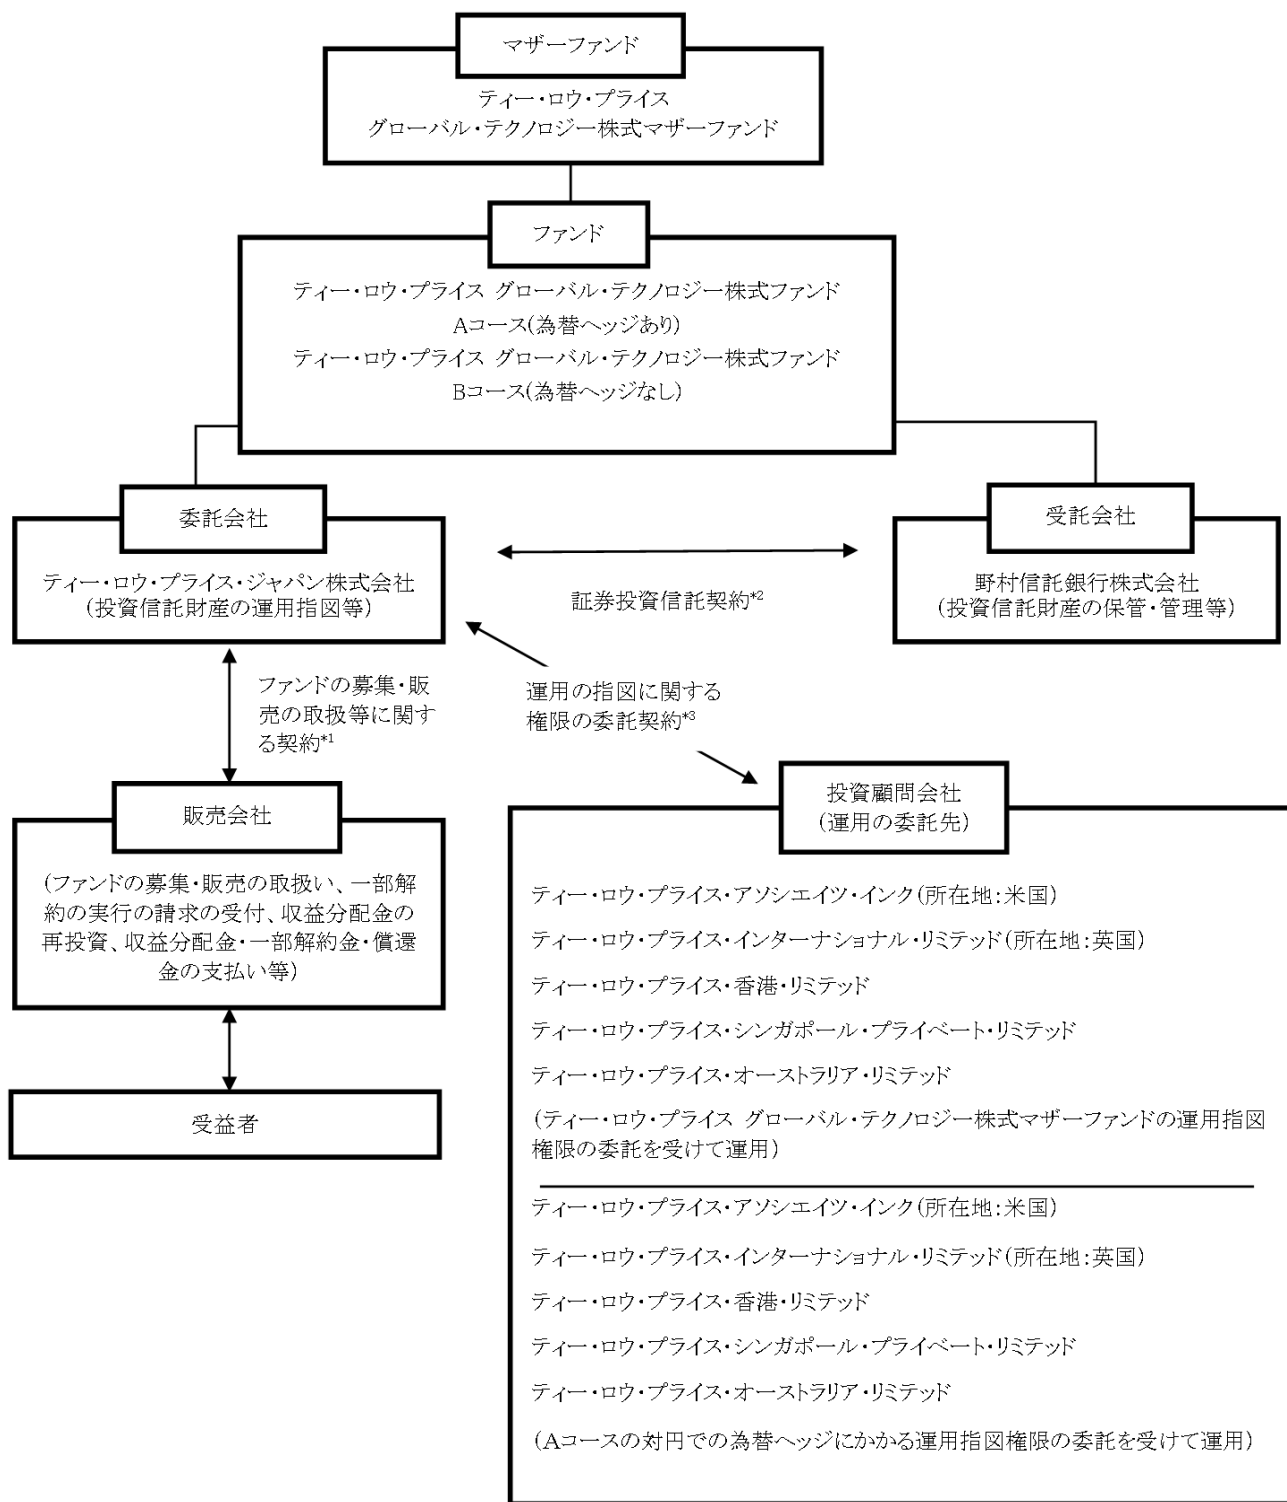 マザーファンド
ティー・ロウ・プライス
グローバル・テクノロジー株式マザーファンド
ファンド
ティー・ロウ・プライス グローバル・テクノロジー株式ファンド
Aコース(為替ヘッジあり)
ティー・ロウ・プライス グローバル・テクノロジー株式ファンド
Bコース(為替ヘッジなし)
委託会社
ティー・ロウ・プライス・ジャパン株式会社
(投資信託財産の運用指図等)
証券投資信託契約*2
受託会社
野村信託銀行株式会社
(投資信託財産の保管・管理等)
ファンドの募集・販
売の取扱等に関す
る契約*1
運用の指図に関する
権限の委託契約*3
販売会社
(ファンドの募集・販売の取扱い、一部解
約の実行の請求の受付、収益分配金の
再投資、収益分配金・一部解約金・償還
金の支払い等)
受益者
投資顧問会社
(運用の委託先)
ティー・ロウ・プライス・アソシエイツ・インク(所在地:米国)
ティー・ロウ・プライス・インターナショナル・リミテッド(所在地:英国)
ティー・ロウ・プライス・香港・リミテッド
ティー・ロウ・プライス・シンガポール・プライベート・リミテッド
ティー・ロウ・プライス・オーストラリア・リミテッド
(ティー・ロウ・プライス グローバル・テクノロジー株式マザーファンドの運用指図
権限の委託を受けて運用)
ティー・ロウ・プライス・アソシエイツ・インク(所在地:米国)
ティー・ロウ・プライス・インターナショナル・リミテッド(所在地:英国)
ティー・ロウ・プライス・香港・リミテッド
ティー・ロウ・プライス・シンガポール・プライベート・リミテッド
ティー・ロウ・プライス・オーストラリア・リミテッド
(Aコースの対円での為替ヘッジにかかる運用指図権限の委託を受けて運用)